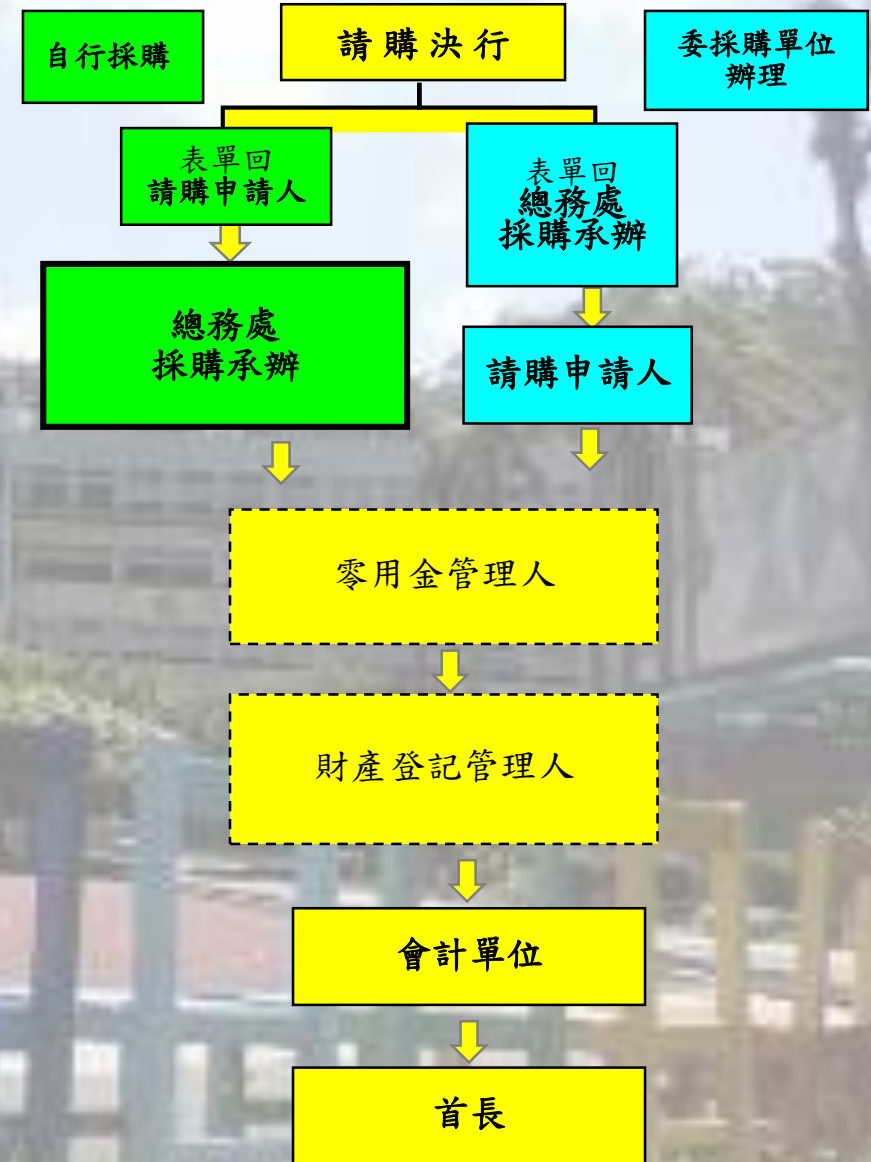 自行採購
請 購 決 行
委採購單位
辦理
表單回
請購申請人
表單回
總務處
採購承辦
總務處
採購承辦
請購申請人
零用金管理人
財產登記管理人
會計單位
首長